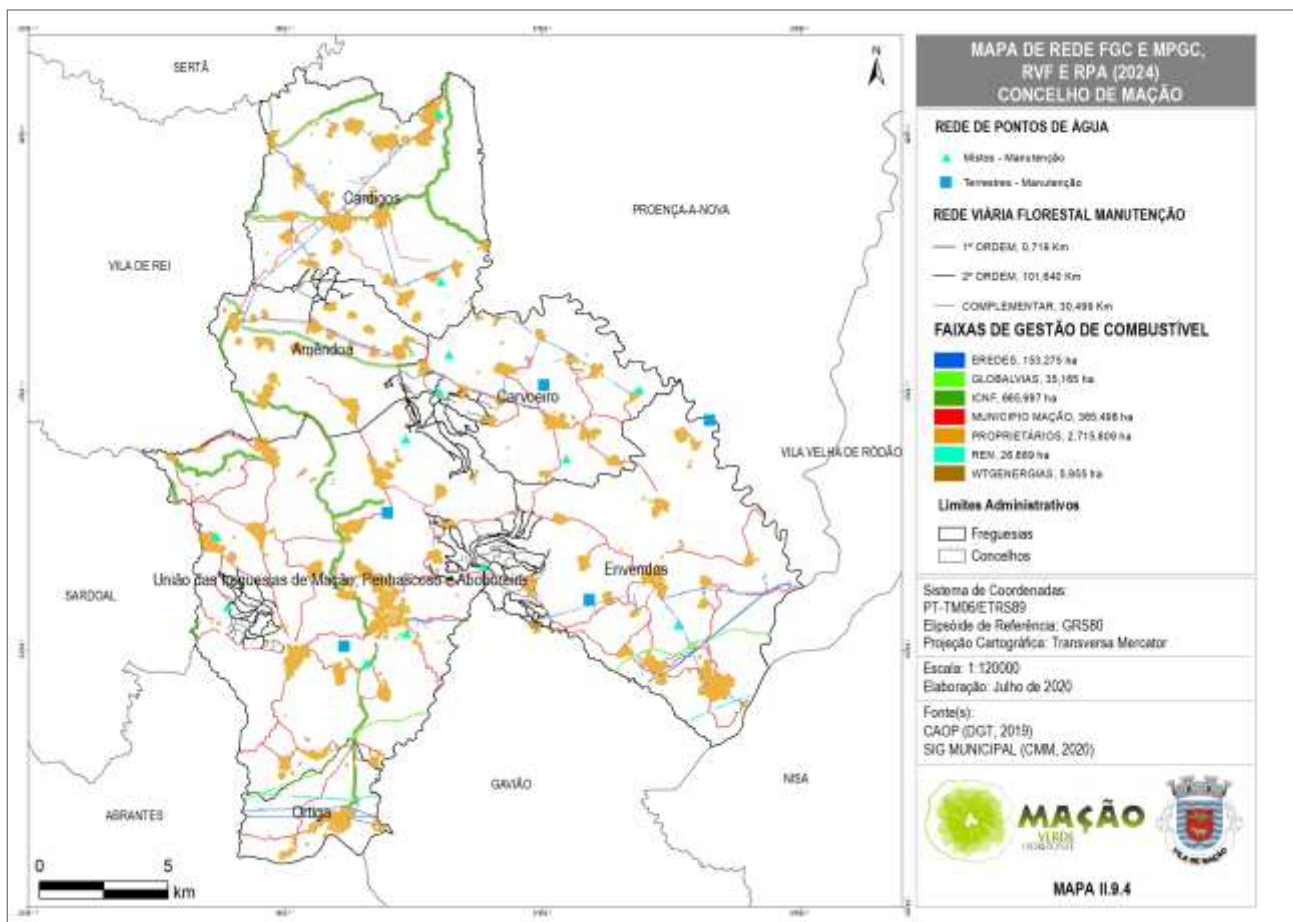 MAPA DE REDE FGC E MPGC,
RVF E RPA (2024)
CONCELHO DE MAÇÃO
REDE DE PONTOS DE ÁGUA
Mistos - Manutenção
Terrestres - Manutenção
REDE VIÁRIA FLORESTAL MANUTENÇÃO
1ª ORDEM, 0,719 Km
2ª ORDEM, 101,640 Km
COMPLEMENTAR, 30,499 Km
FAIXAS DE GESTÃO DE COMBUSTÍVEL
EREDES, 153,275 ha
GLOBALVIAS, 35,165 ha
ICNF, 665,997 ha
MUNICIPIO MAÇÃO, 365,498 ha
PROPRIETÁRIOS, 2,715,609 ha
REN, 26,669 ha
WTGENERGIAS, 5,955 ha
Limites Administrativos
Freguesias
Concelhos
Sistema de Coordenadas:
PT-TM06/ETRS89
Elipsóide de Referência: GRS80
Projeção Cartográfica: Transversa Mercator
Escala: 1:120000
Elaboração: Julho de 2020
Fonte(s):
CAOP (DGT, 2019)
SIG MUNICIPAL (CMM, 2020)
MAÇÃO
VERDE
HORIZONTE
VILA DE MAÇÃO
MAPA II.9.4
N
SERTÃ
PROENÇA-A-NOVA
Cardigos
VILA DE REI
Amêndoa
Carvoeiro
VILA VELHA DE RÓDÃO
Envendos
União das freguesias de Mação, Penhascoso e Aboboreira
SARDOAL
GAVIÃO
NISA
ABRANTES
Ortiga
0 5
km